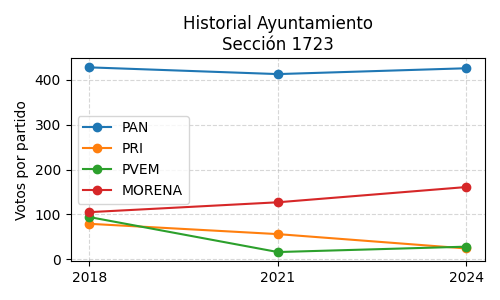 Historial Ayuntamiento
Sección 1723
Votos por partido
400
300
200
100
0
PAN
PRI
PVEM
MORENA
2018
2021
2024